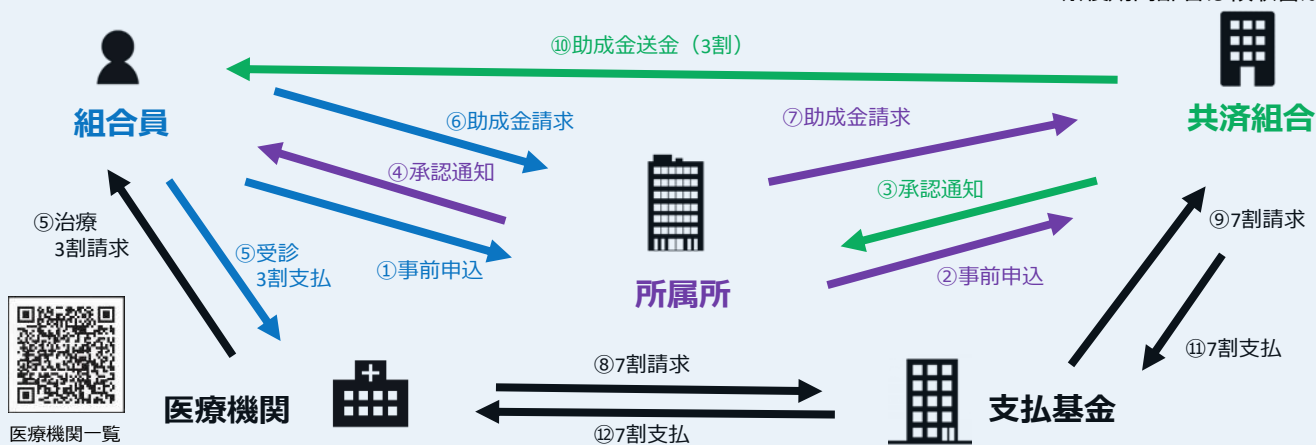 ⑩助成金送金（3割）
組合員
共済組合
⑥助成金請求
⑦助成金請求
④承認通知
③承認通知
⑤治療
3割請求
⑤受診
3割支払
①事前申込
②事前申込
⑨7割請求
所属所
⑪7割支払
⑧7割請求
医療機関
支払基金
⑫7割支払
医療機関一覧